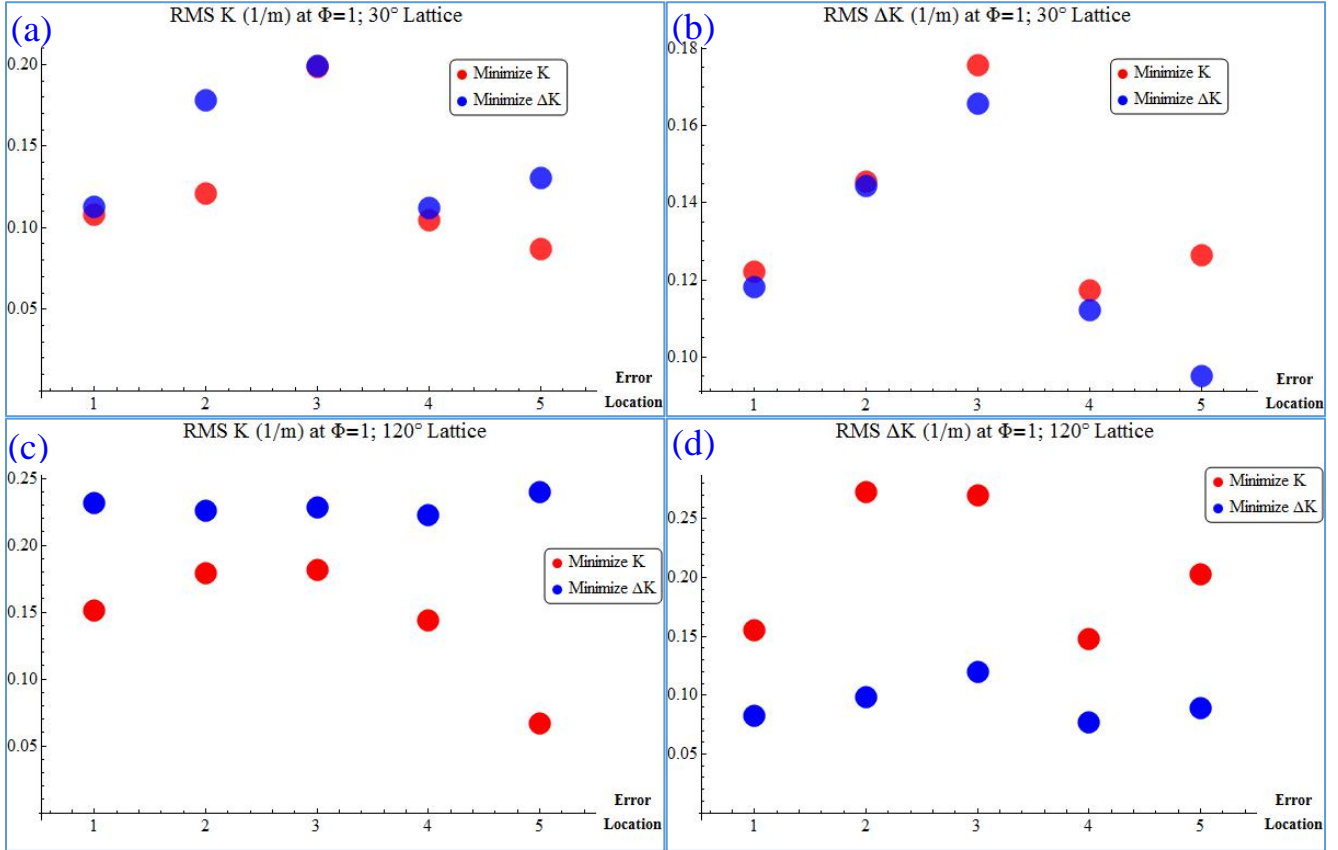 (a)
RMS K (1/m) at Φ=1; 30° Lattice
0.20
0.15
0.10
0.05
Minimize K
Minimize ΔK
1 2 3 4 5
Error
Location
(b)
RMS ΔK (1/m) at Φ=1; 30° Lattice
0.18
0.16
0.14
0.12
0.10
Minimize K
Minimize ΔK
1 2 3 4 5
Error
Location
(c)
RMS K (1/m) at Φ=1; 120° Lattice
0.25
0.20
0.15
0.10
0.05
Minimize K
Minimize ΔK
1 2 3 4 5
Error
Location
(d)
RMS ΔK (1/m) at Φ=1; 120° Lattice
0.25
0.20
0.15
0.10
0.05
Minimize K
Minimize ΔK
1 2 3 4 5
Error
Location